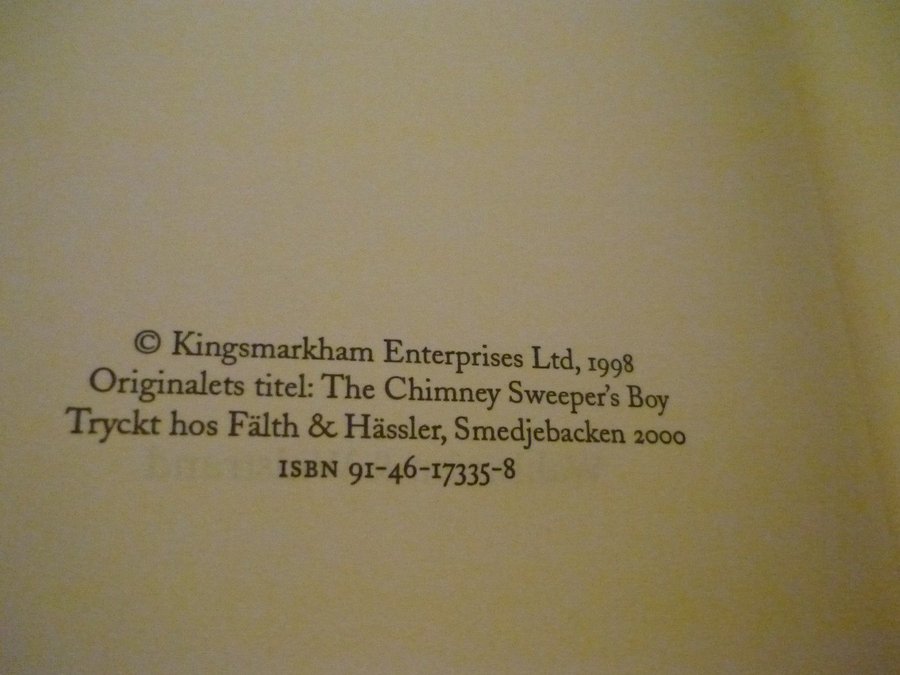 © Kingsmarkham Enterprises Ltd, 1998
Originalets titel: The Chimney Sweeper's Boy
Tryckt hos Fälth & Hässler, Smedjebacken 2000
ISBN 91-46-17335-8